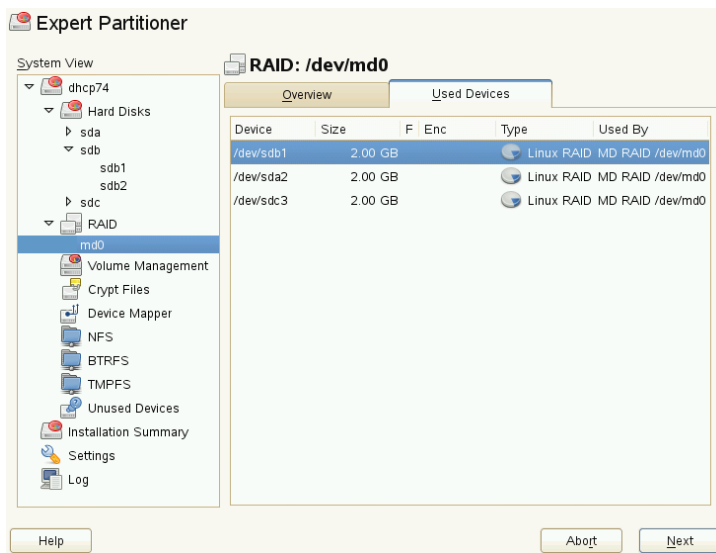 Expert Partitioner
System View
dhcp74
Hard Disks
sda
sdb
sdb1
sdb2
sdc
RAID
md0
Volume Management
Crypt Files
Device Mapper
NFS
BTRFS
TMPFS
Unused Devices
Installation Summary
Settings
Log
RAID: /dev/md0
Overview Used Devices
Device Size F Enc Type Used By
/dev/sdb1 2.00 GB Linux RAID MD RAID /dev/md0
/dev/sda2 2.00 GB Linux RAID MD RAID /dev/md0
/dev/sdc3 2.00 GB Linux RAID MD RAID /dev/md0
Help Abort Next